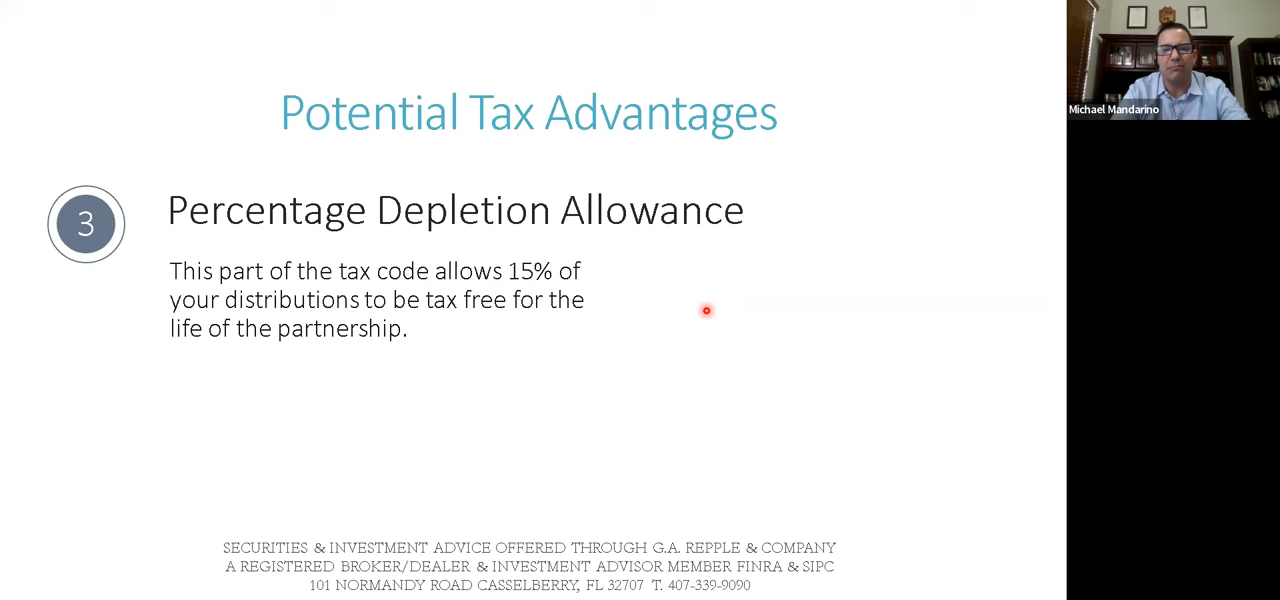 Potential Tax Advantages
3
Percentage Depletion Allowance
This part of the tax code allows 15% of
your distributions to be tax free for the
life of the partnership.
SECURITIES & INVESTMENT ADVICE OFFERED THROUGH G.A. REPPLE & COMPANY
A REGISTERED BROKER/DEALER & INVESTMENT ADVISOR MEMBER FINRA & SIPC
101 NORMANDY ROAD CASSELBERRY, FL 32707 T. 407-339-9090
Michael Mandarino